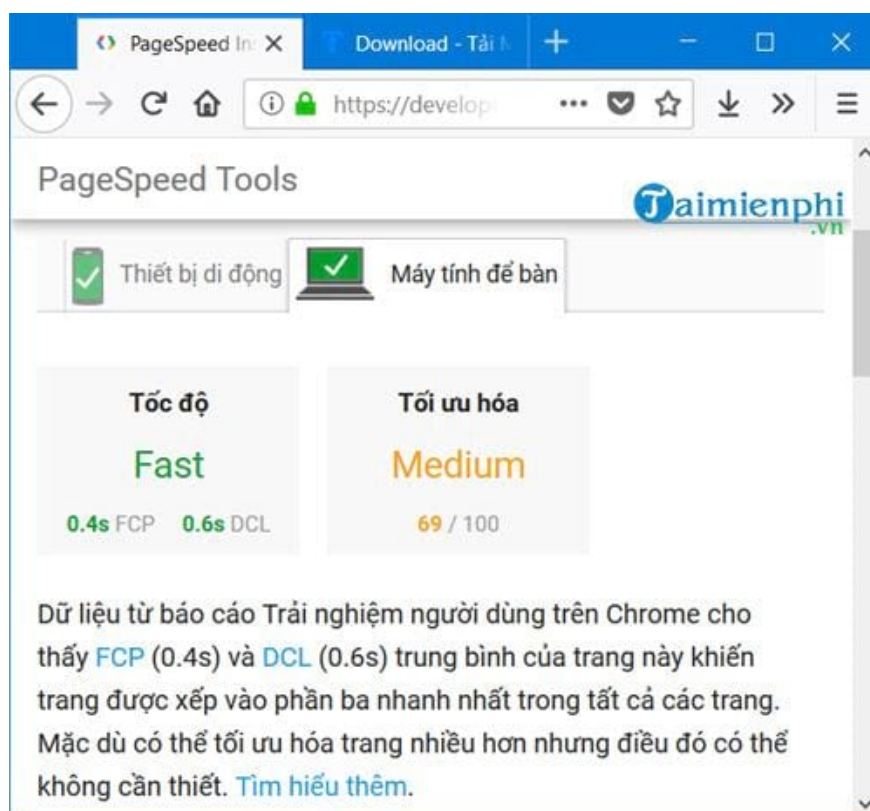 PageSpeed In
Download - Tải
https://develop
PageSpeed Tools
Taimienphi
.vn
Thiết bị di động
Máy tính để bàn
Tốc độ
Tối ưu hóa
Fast
Medium
0.4s FCP 0.6s DCL
69 / 100
Dữ liệu từ báo cáo Trải nghiệm người dùng trên Chrome cho
thấy FCP (0.4s) và DCL (0.6s) trung bình của trang này khiến
trang được xếp vào phần ba nhanh nhất trong tất cả các trang.
Mặc dù có thể tối ưu hóa trang nhiều hơn nhưng điều đó có thể
không cần thiết. Tìm hiểu thêm.